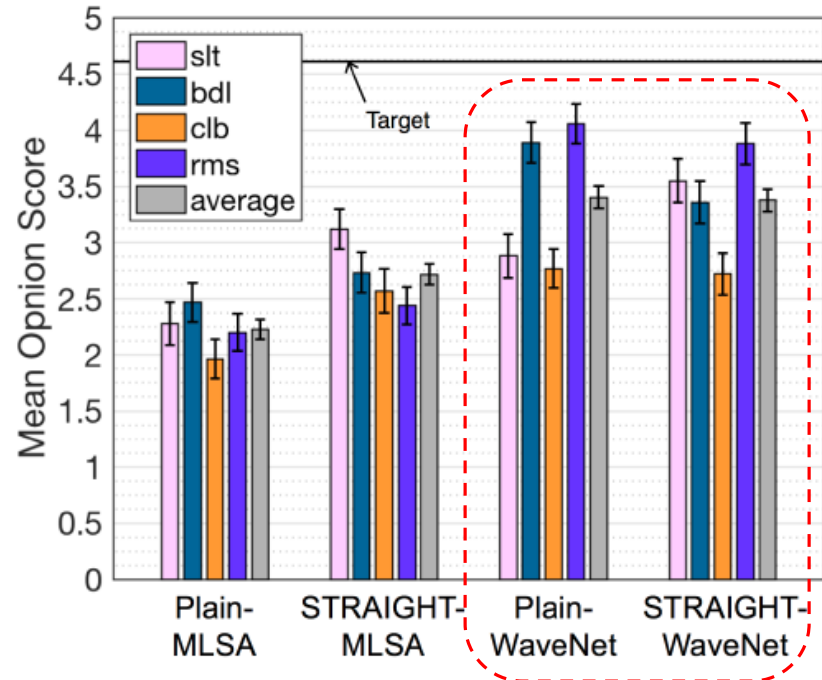 Mean Opnion Score
5
4.5
4
3.5
3
2.5
2
1.5
1
0.5
0
slt
bdl
clb
rms
average
Target
Plain-
MLSA
STRAIGHT-
MLSA
Plain-
WaveNet
STRAIGHT-
WaveNet